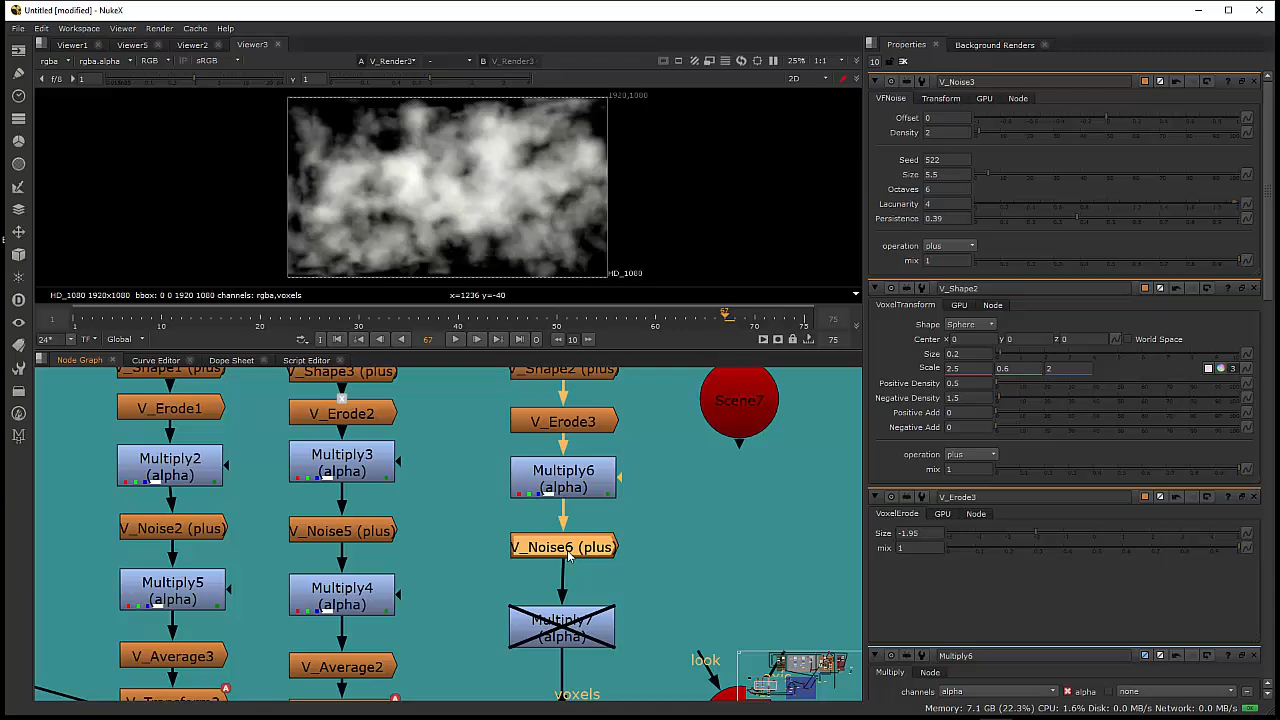 Untitled [modified] - NukeX
File Edit Workspace Viewer Render Cache Help
Viewer1 Viewer5 Viewer2 Viewer3
rgba rgba.alpha RGB IP sRGB A V_Render3* - B V_Render3 25% 1:1
f/8 1 Y 1 2D
1920,1080
HD_1080
HD_1080 1920x1080 bbox: 0 0 1920 1080 channels: rgba,voxels x=1236 y=-40
1 1 10 20 30 40 50 60 67 70 75 75
24* TF Global 67 10 75
Node Graph Curve Editor Dope Sheet Script Editor
V_Shape1 (plus) V_Shape3 (plus) V_Shape2 (plus)
Scene7
V_Erode1 V_Erode2 V_Erode3
Multiply2
(alpha)
Multiply3
(alpha)
Multiply6
(alpha)
V_Noise2 (plus) V_Noise5 (plus) V_Noise6 (plus)
Multiply5
(alpha)
Multiply4
(alpha)
Multiply7
(alpha)
V_Average3 V_Average2
look
voxels
Properties Background Renders
10
V_Noise3
VFNoise Transform GPU Node
Offset 0
Density 2
Seed 522
Size 5.5
Octaves 6
Lacunarity 4
Persistence 0.39
operation plus
mix 1
V_Shape2
VoxelTransform GPU Node
Shape Sphere
Center x 0 y 0 z 0 World Space
Size 0.2
Scale 2.5 0.6 2 3
Positive Density 0.5
Negative Density 1.5
Positive Add 0
Negative Add 0
operation plus
mix 1
V_Erode3
VoxelErode GPU Node
Size -1.95
mix 1
Multiply6
Multiply Node
channels alpha alpha none
Memory: 7.1 GB (22.3%) CPU: 1.6% Disk: 0.0 MB/s Network: 0.0 MB/s